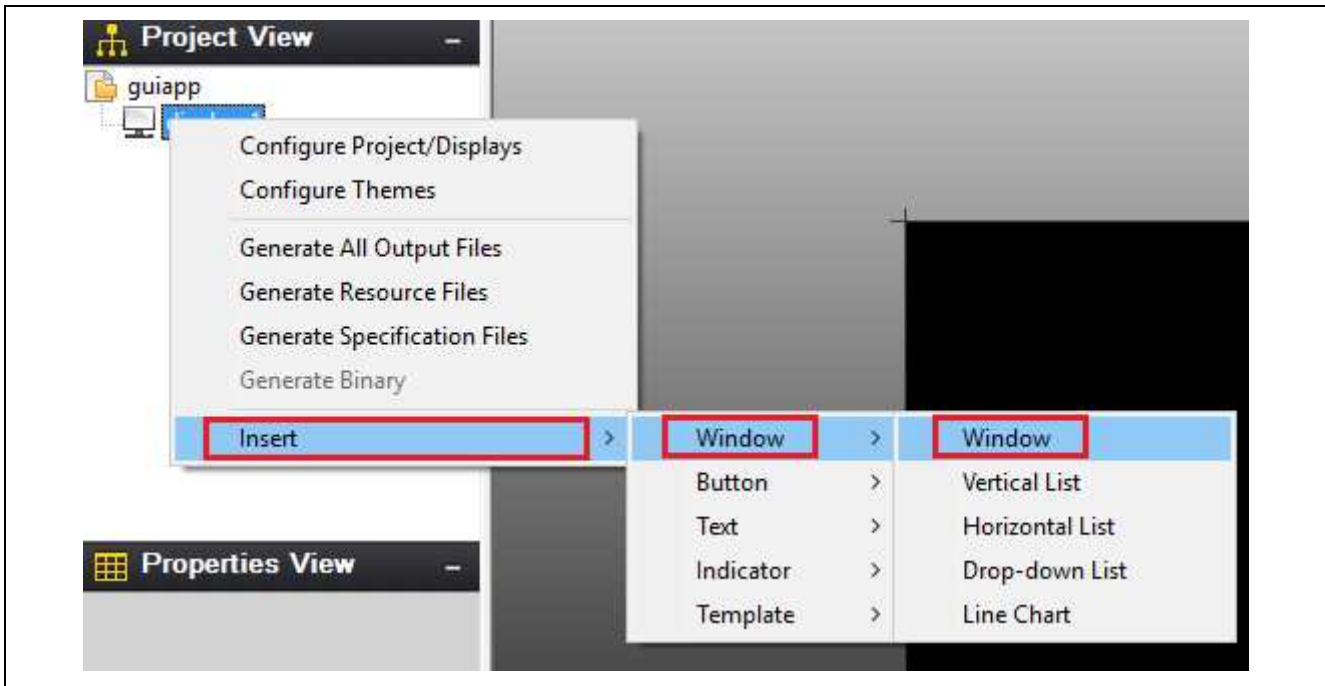 Project View
guiapp
Configure Project/Displays
Configure Themes
Generate All Output Files
Generate Resource Files
Generate Specification Files
Generate Binary
Insert > Window > Window
Button > Vertical List
Text > Horizontal List
Properties View
Indicator > Drop-down List
Template > Line Chart